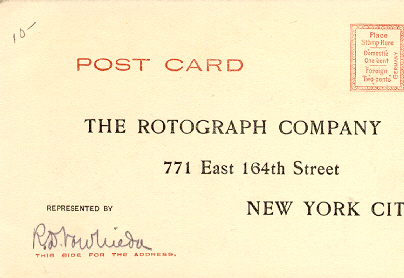 10-
POST CARD
Place
Stamp Here
Domestic
One cent
Foreign
Two cents
GERMANY
THE ROTOGRAPH COMPANY
771 East 164th Street
NEW YORK CIT
REPRESENTED BY
THIS SIDE FOR THE ADDRESS.